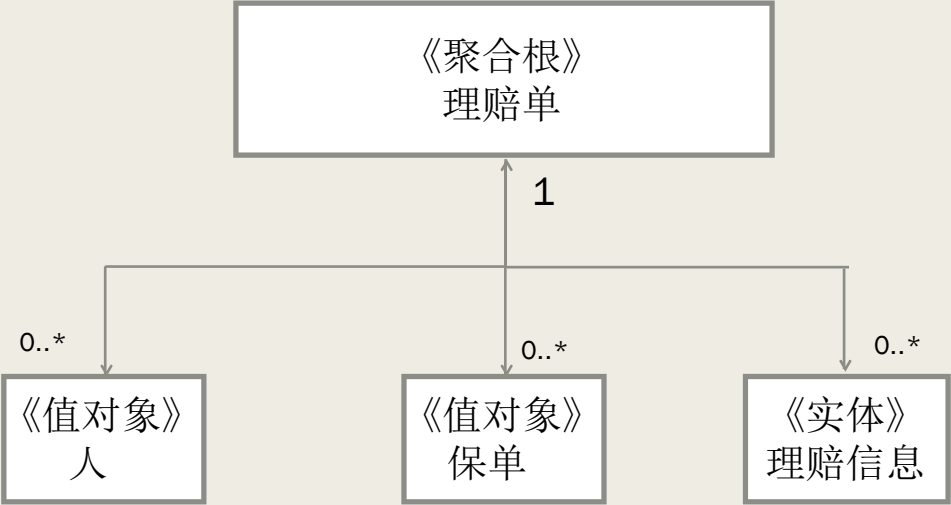 《聚合根》
理赔单
1
0..*
0..*
0..*
《值对象》
人
《值对象》
保单
《实体》
理赔信息